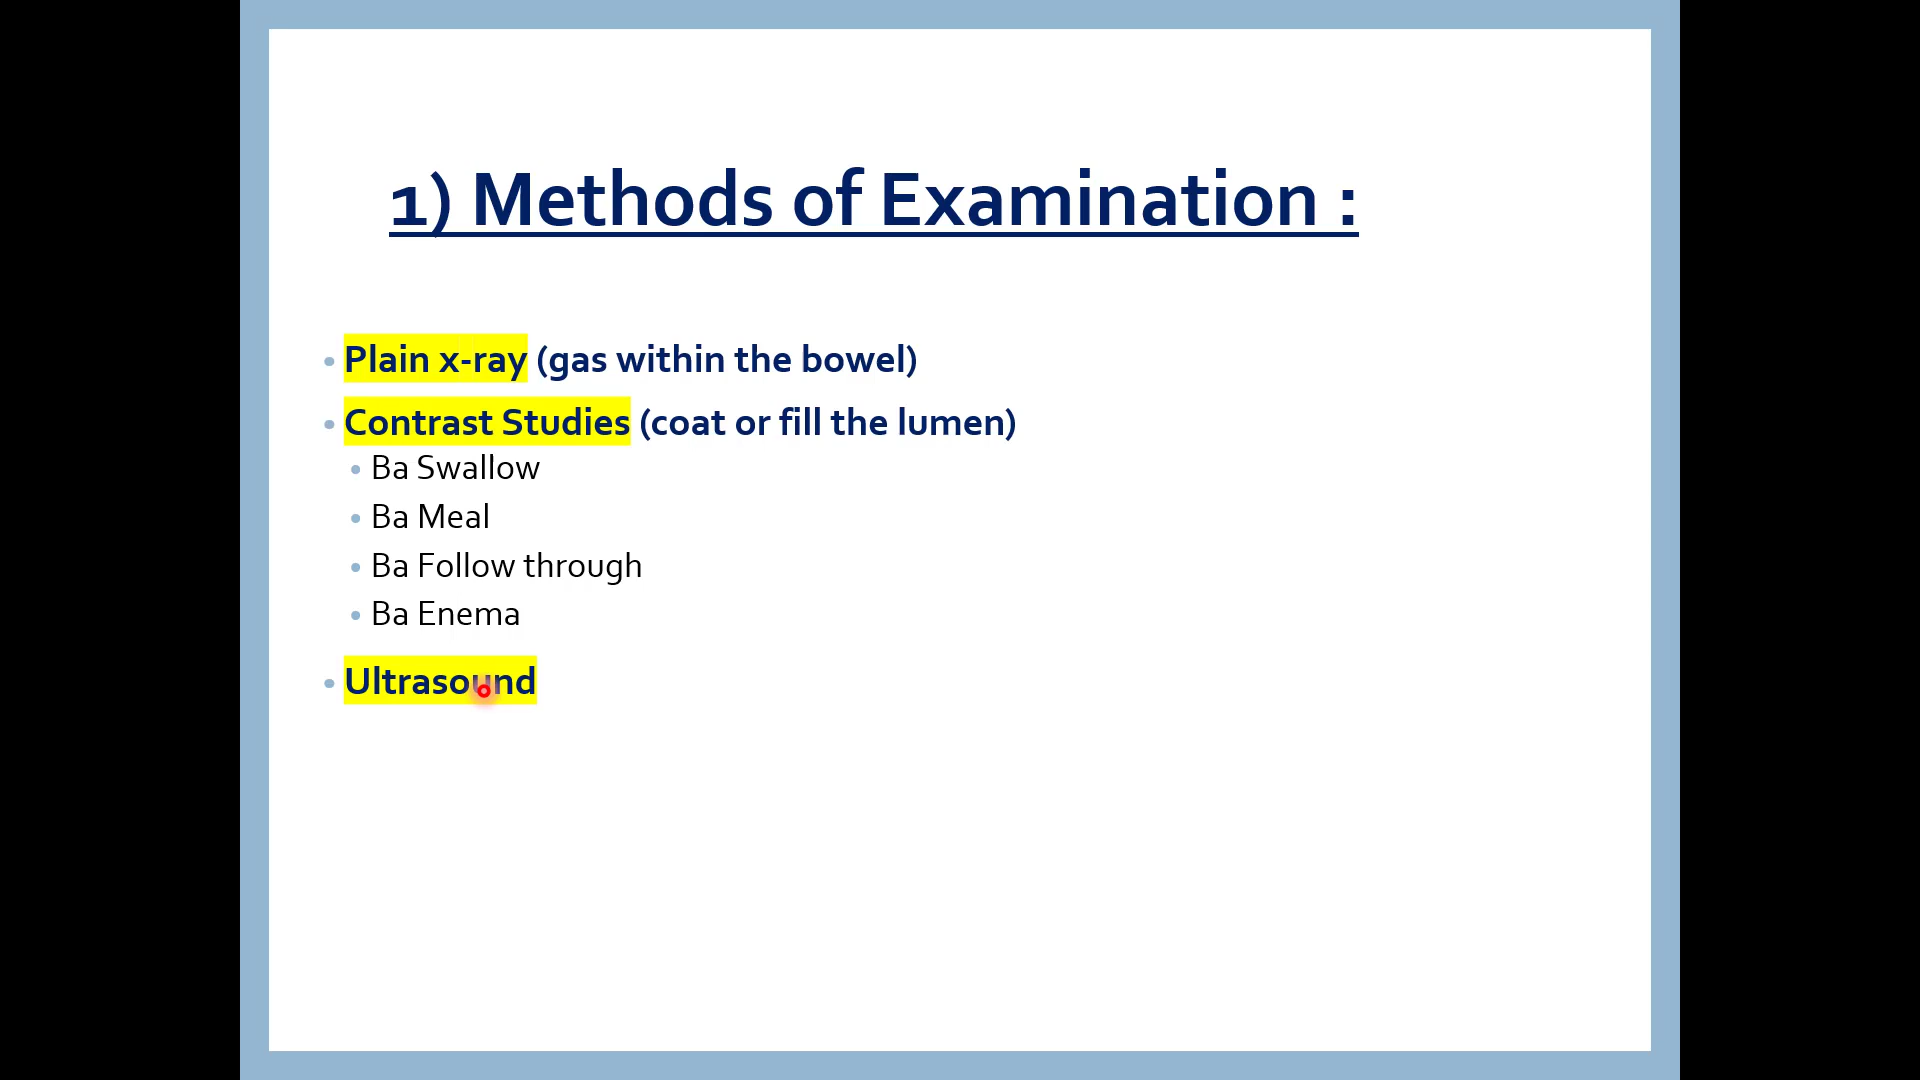 1) Methods of Examination :
• Plain x-ray (gas within the bowel)
• Contrast Studies (coat or fill the lumen)
• Ba Swallow
• Ba Meal
• Ba Follow through
• Ba Enema
• Ultrasound